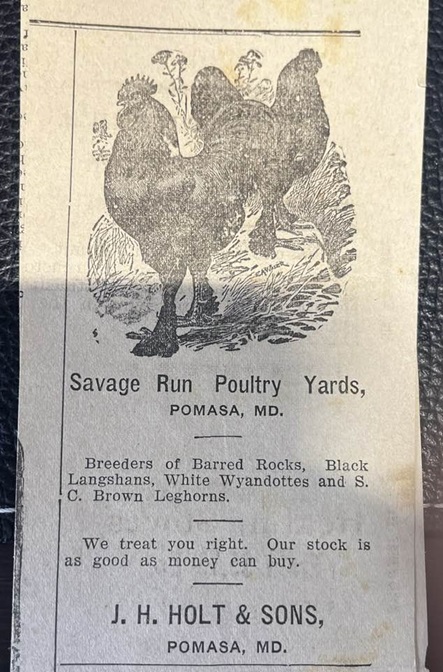 Savage Run Poultry Yards,
POMASA, MD.
Breeders of Barred Rocks, Black
Langshans, White Wyandottes and S.
C. Brown Leghorns.
We treat you right. Our stock is
as good as money can buy.
J. H. HOLT & SONS,
POMASA, MD.